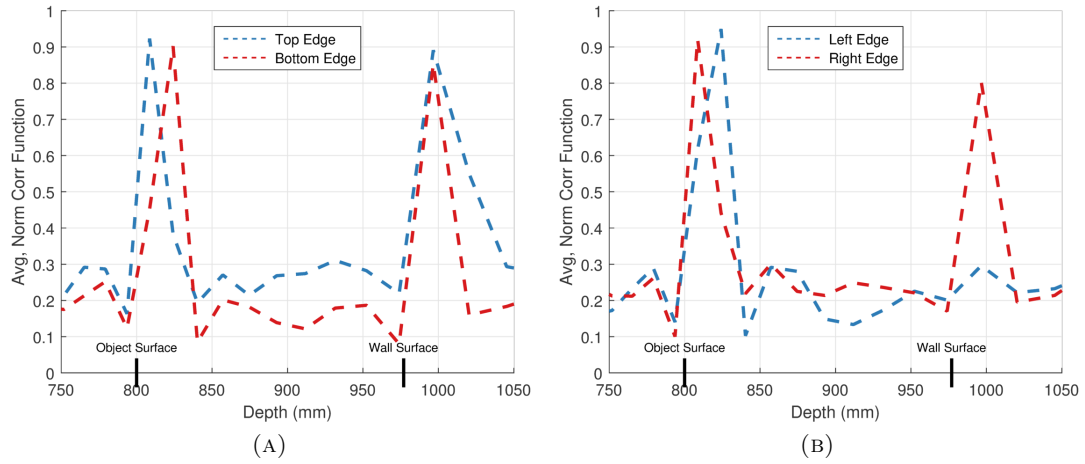 1
0.9
0.8
0.7
0.6
0.5
0.4
0.3
0.2
0.1
0
Avg, Norm Corr Function
Top Edge
Bottom Edge
Object Surface
Wall Surface
750 800 850 900 950 1000 1050
Depth (mm)
(A)
1
0.9
0.8
0.7
0.6
0.5
0.4
0.3
0.2
0.1
0
Avg, Norm Corr Function
Left Edge
Right Edge
Object Surface
Wall Surface
750 800 850 900 950 1000 1050
Depth (mm)
(B)